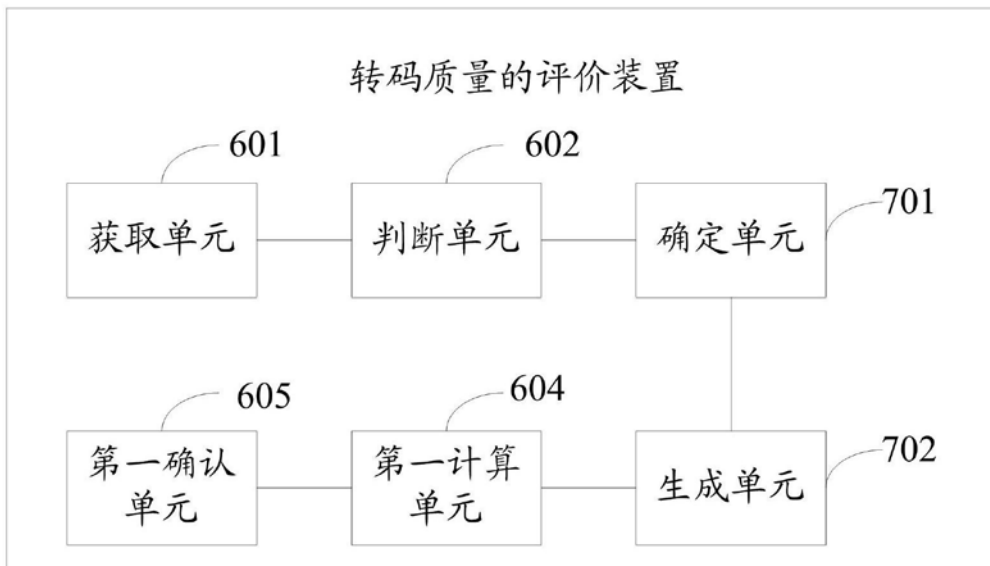 转码质量的评价装置
601
602
701
获取单元
判断单元
确定单元
605
604
702
第一确认
单元
第一计算
单元
生成单元